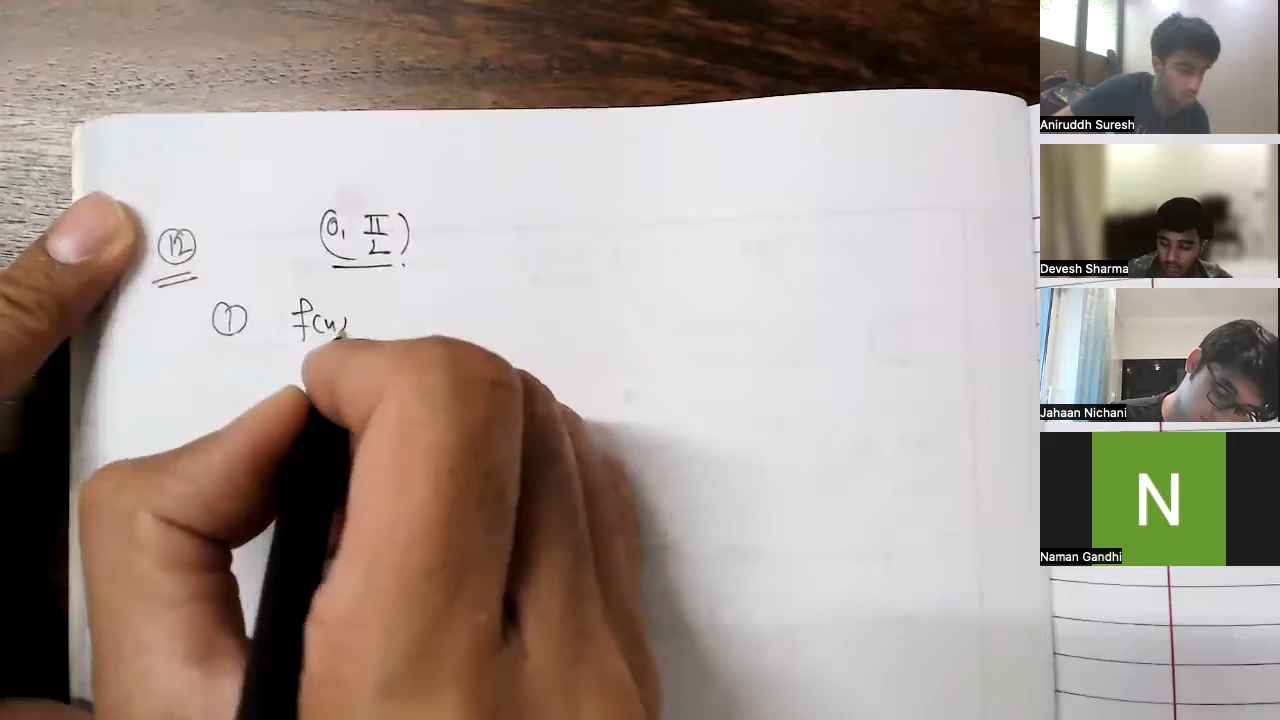 12 (0, π/2)
① f(x)
Aniruddh Suresh
Devesh Sharma
Jahaan Nichani
N
Naman Gandhi